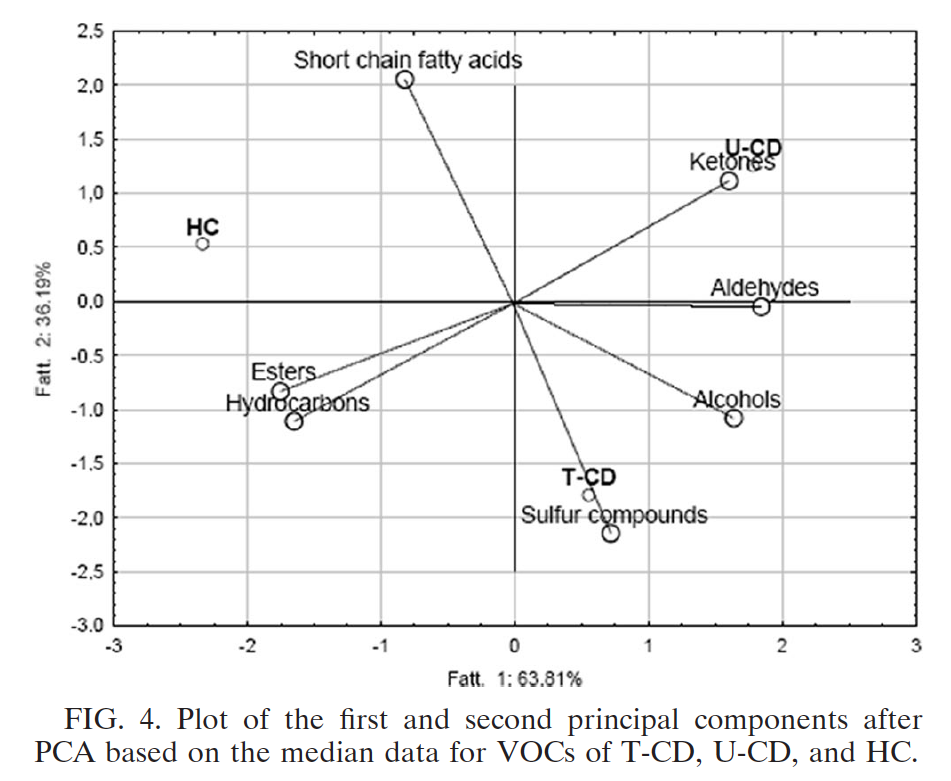 2,5
Short chain fatty acids
2.0
1.5
U-CD
Ketones
1,0
HC
0.5
0.0
Aldehydes
-0.5
Esters
Hydrocarbons
-1.0
Alcohols
-1.5
T-CD
-2.0
Sulfur compounds
-2.5
-3.0
-3 -2 -1 0 1 2 3
Fatt. 2: 36.19%
Fatt. 1: 63.81%
FIG. 4. Plot of the first and second principal components after
PCA based on the median data for VOCs of T-CD, U-CD, and HC.